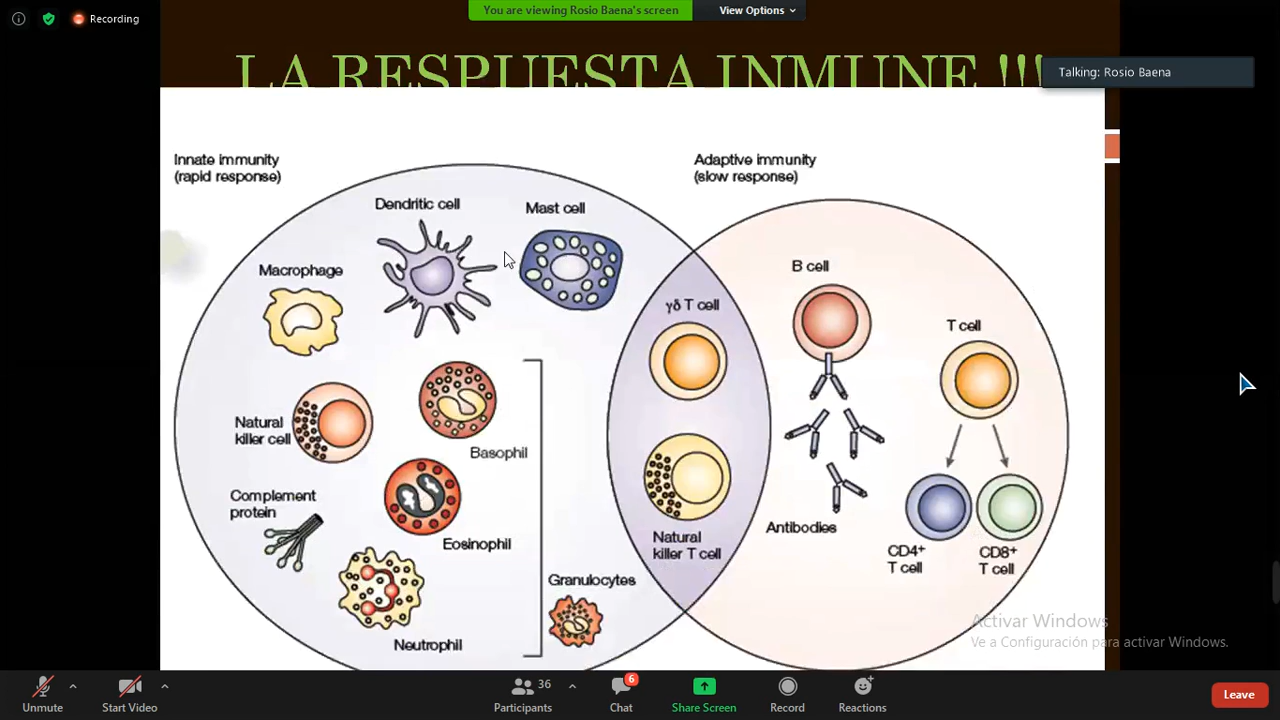 Recording
You are viewing Rosio Baena's screen
View Options
LA RESPUESTA INMUNE !!!
Talking: Rosio Baena
Innate immunity
(rapid response)
Adaptive immunity
(slow response)
Dendritic cell
Mast cell
Macrophage
B cell
γδ T cell
T cell
Natural
killer cell
Basophil
Complement
protein
Eosinophil
Antibodies
Natural
killer T cell
CD4+
T cell
CD8+
T cell
Granulocytes
Neutrophil
Activar Windows
Ve a Configuración para activar Windows.
Unmute
Start Video
36
Participants
6
Chat
Share Screen
Record
Reactions
Leave